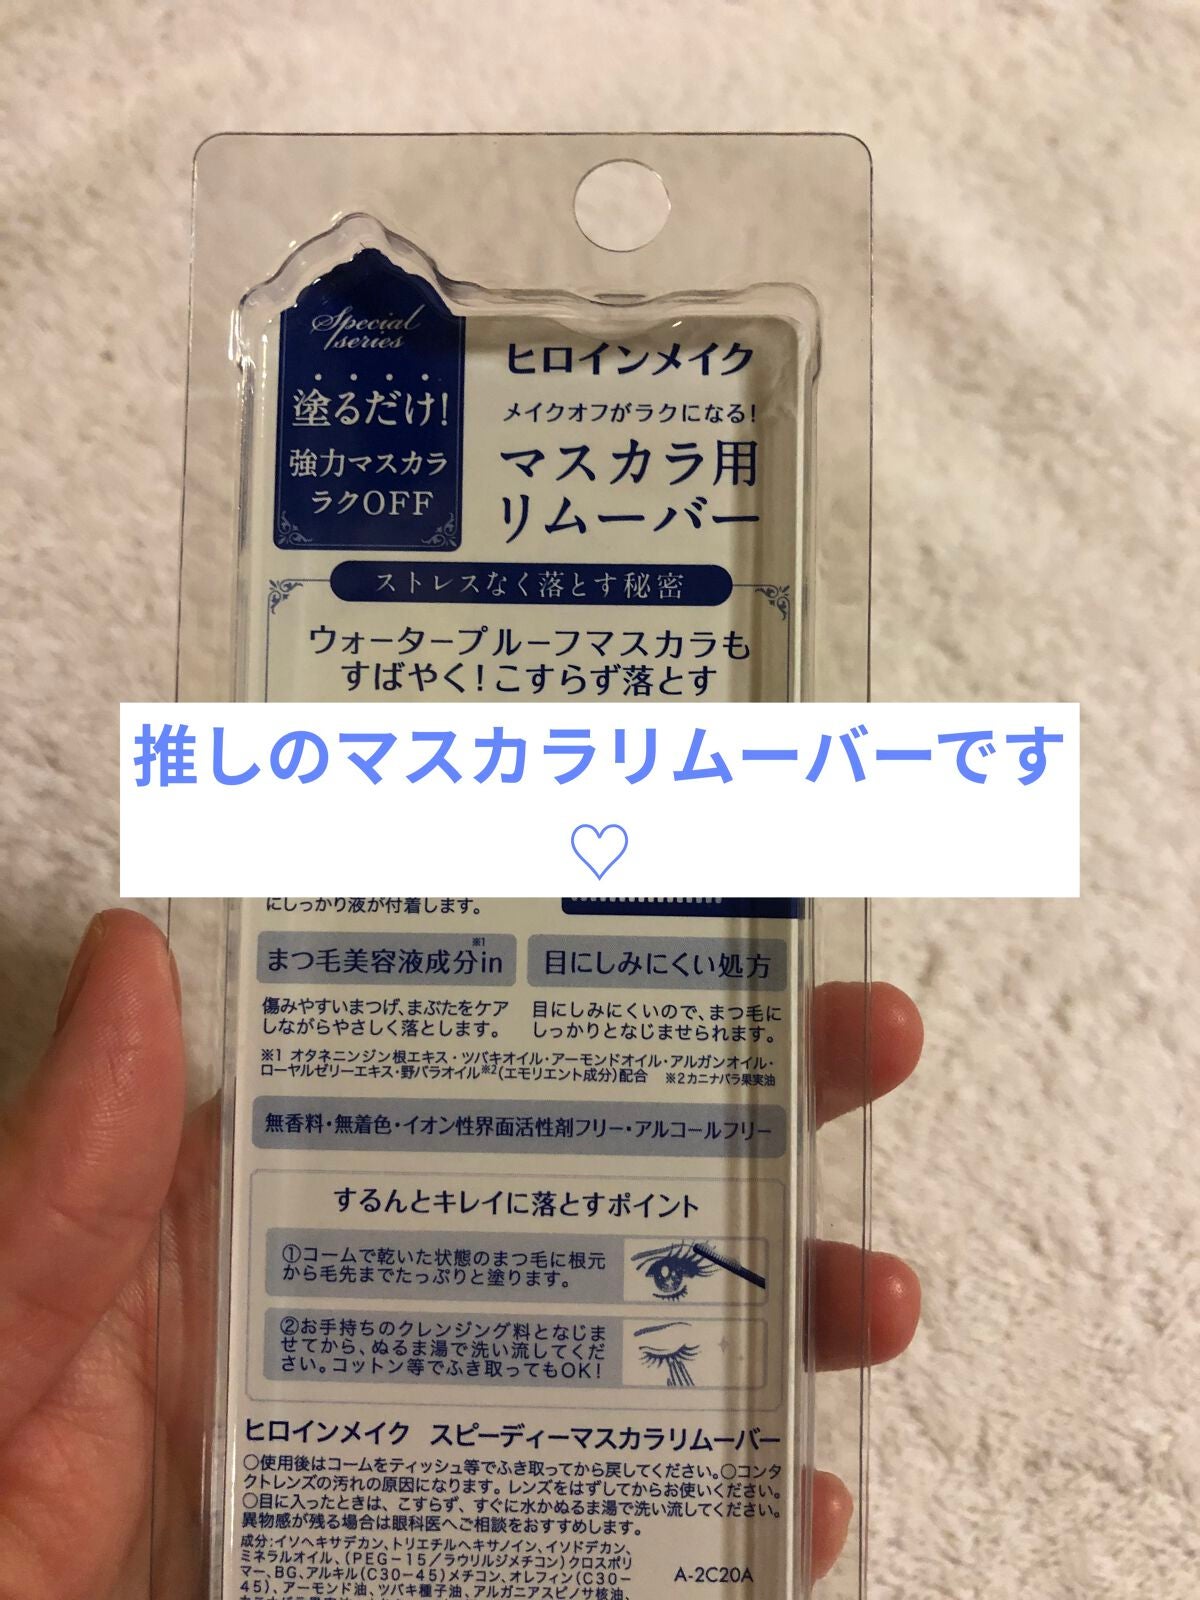 Special
series
塗るだけ!
強力マスカラ
ラクOFF
ヒロインメイク
メイクオフがラクになる!
マスカラ用
リムーバー
ストレスなく落とす秘密
ウォータープルーフマスカラも
すばやく!こすらず落とす
推しのマスカラリムーバーです
♡
にしっかり液が付着します。
まつ毛美容液成分in※1
傷みやすいまつげ、まぶたをケア
しながらやさしく落とします。
目にしみにくい処方
目にしみにくいので、まつ毛に
しっかりとなじませられます。
※1 オタネニンジン根エキス・ツバキオイル・アーモンドオイル・アルガンオイル・
ローヤルゼリーエキス・野バラオイル※2(エモリエント成分)配合 ※2カニナバラ果実油
無香料・無着色・イオン性界面活性剤フリー・アルコールフリー
するんとキレイに落とすポイント
①コームで乾いた状態のまつ毛に根元
から毛先までたっぷりと塗ります。
②お手持ちのクレンジング料となじま
せてから、ぬるま湯で洗い流してくだ
さい。コットン等でふき取ってもOK!
ヒロインメイク スピーディーマスカラリムーバー
○使用後はコームをティッシュ等でふき取ってから戻してください。○コンタ
クトレンズの汚れの原因になります。レンズをはずしてからお使いください。
○目に入ったときは、こすらず、すぐに水かぬるま湯で洗い流してください。
異物感が残る場合は眼科医へご相談をおすすめします。
成分:イソヘキサデカン、トリエチルヘキサノイン、イソドデカン、
ミネラルオイル、(PEG-15/ラウリルジメチコン)クロスポリ
マー、BG、アルキル(C30-45)メチコン、オレフィン(C30-
45)、アーモンド油、ツバキ種子油、アルガニアスピノサ核油、
A-2C20A